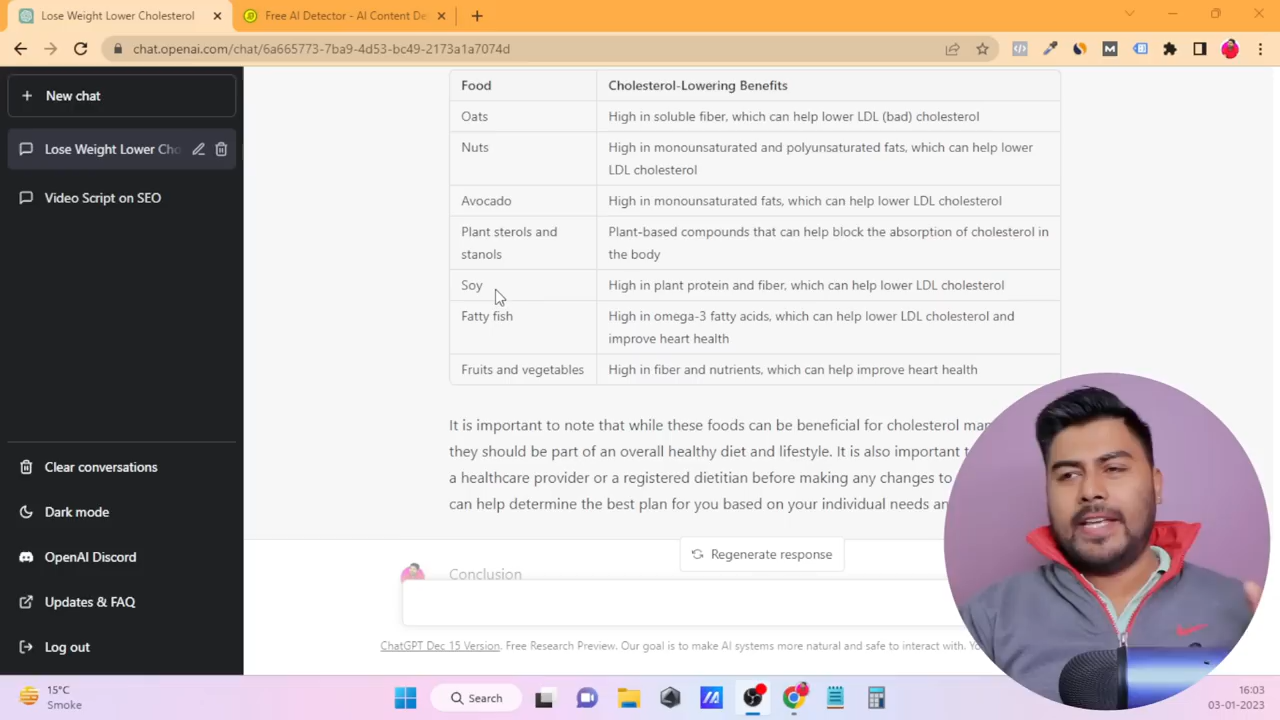 Lose Weight Lower Cholesterol
Free AI Detector - AI Content De
chat.openai.com/chat/6a665773-7ba9-4d53-bc49-2173a1a7074d
New chat
Lose Weight Lower Cho
Video Script on SEO
Clear conversations
Dark mode
OpenAI Discord
Updates & FAQ
Log out
Food Cholesterol-Lowering Benefits
Oats High in soluble fiber, which can help lower LDL (bad) cholesterol
Nuts High in monounsaturated and polyunsaturated fats, which can help lower
LDL cholesterol
Avocado High in monounsaturated fats, which can help lower LDL cholesterol
Plant sterols and Plant-based compounds that can help block the absorption of cholesterol in
stanols the body
Soy High in plant protein and fiber, which can help lower LDL cholesterol
Fatty fish High in omega-3 fatty acids, which can help lower LDL cholesterol and
improve heart health
Fruits and vegetables High in fiber and nutrients, which can help improve heart health
It is important to note that while these foods can be beneficial for cholesterol
they should be part of an overall healthy diet and lifestyle. It is also important
a healthcare provider or a registered dietitian before making any changes to
can help determine the best plan for you based on your individual needs
Regenerate response
Conclusion
ChatGPT Dec 15 Version. Free Research Preview. Our goal is to make AI systems more natural and safe to interact with.
15°C
Smoke
Search
16:03
03-01-2023